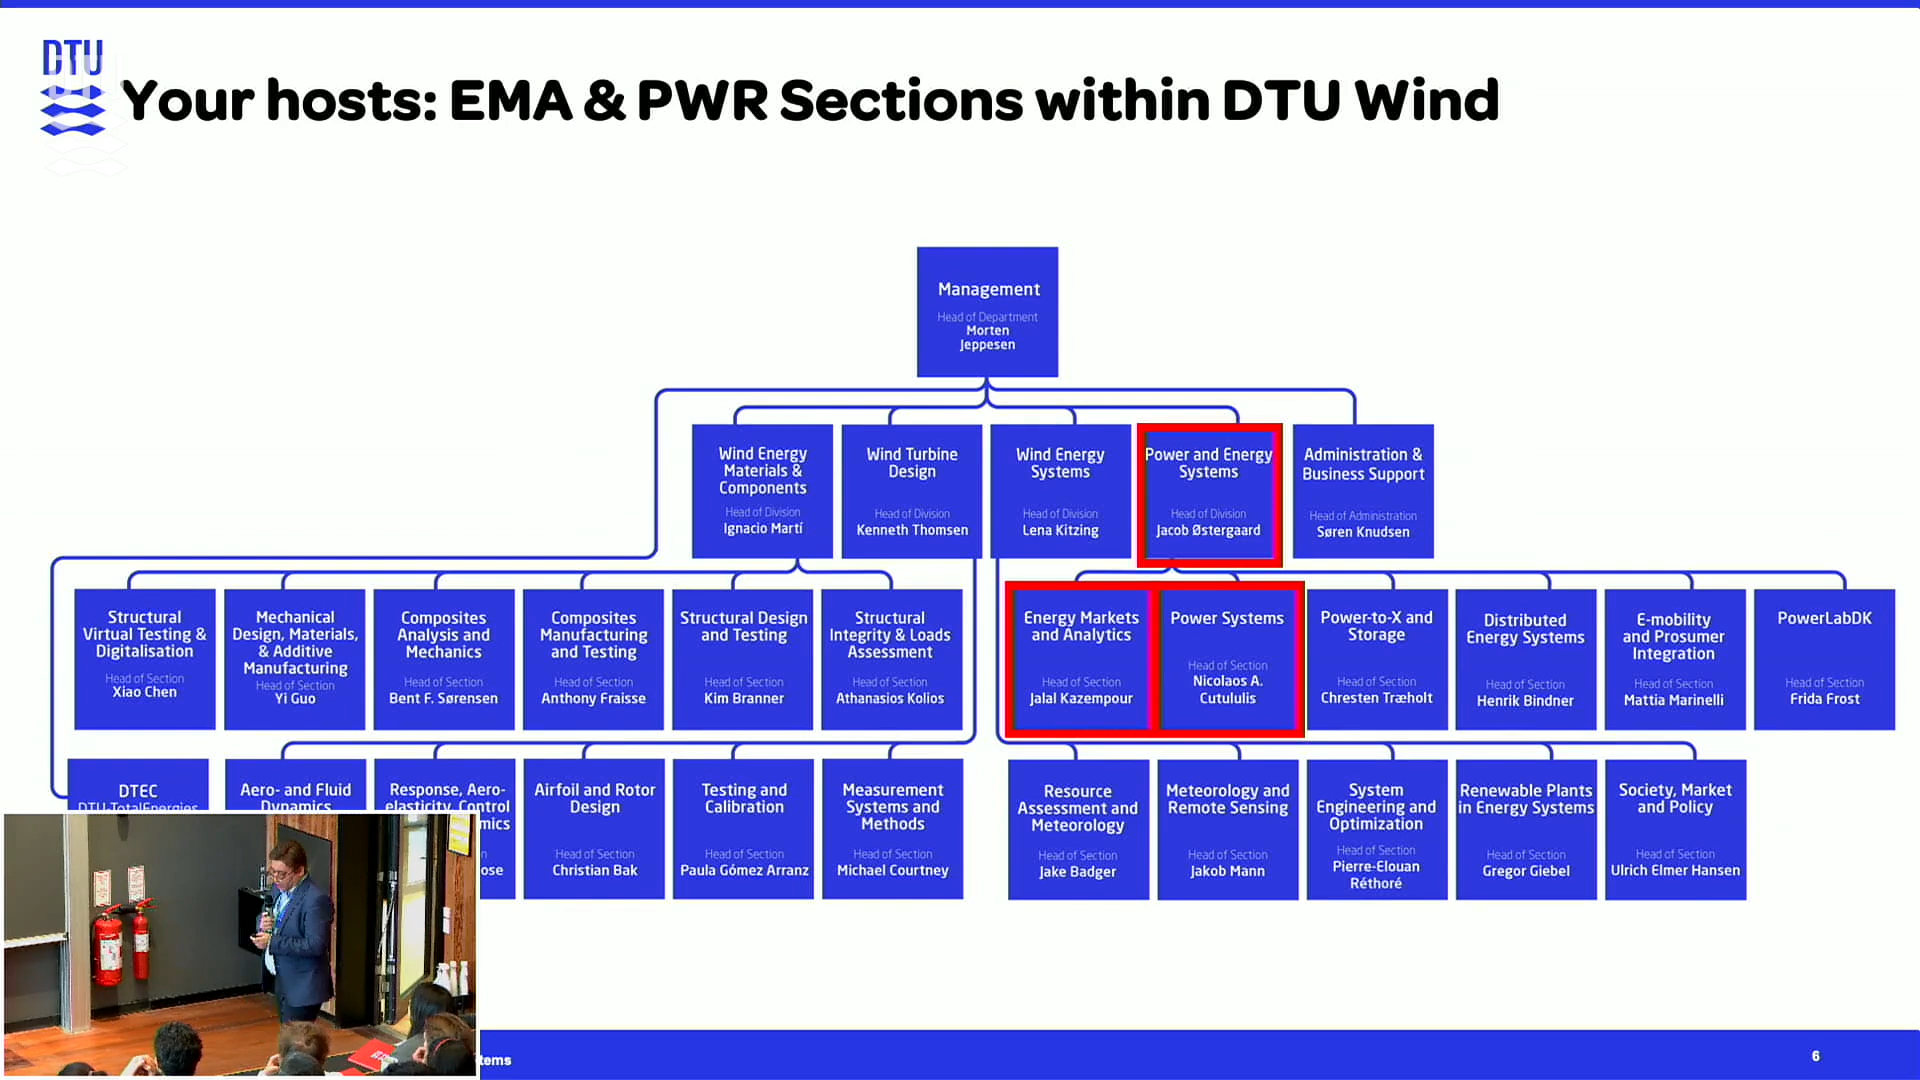 DTU
Your hosts: EMA & PWR Sections within DTU Wind
Management
Head of Department
Morten
Jeppesen
Wind Energy
Materials &
Components
Head of Division
Ignacio Martí
Wind Turbine
Design
Head of Division
Kenneth Thomsen
Wind Energy
Systems
Head of Division
Lena Kitzing
Power and Energy
Systems
Head of Division
Jacob Østergaard
Administration &
Business Support
Head of Administration
Søren Knudsen
Structural
Virtual Testing &
Digitalisation
Head of Section
Xiao Chen
Mechanical
Design, Materials,
& Additive
Manufacturing
Head of Section
Yi Guo
Composites
Analysis and
Mechanics
Head of Section
Bent F. Sørensen
Composites
Manufacturing
and Testing
Head of Section
Anthony Fraisse
Structural Design
and Testing
Head of Section
Kim Branner
Structural
Integrity & Loads
Assessment
Head of Section
Athanasios Kolios
Energy Markets
and Analytics
Head of Section
Jalal Kazempour
Power Systems
Head of Section
Nicolaos A.
Cutululis
Power-to-X and
Storage
Head of Section
Chresten Træholt
Distributed
Energy Systems
Head of Section
Henrik Bindner
E-mobility
and Prosumer
Integration
Head of Section
Mattia Marinelli
PowerLabDK
Head of Section
Frida Frost
DTEC
DTU-TotalEnergies
Aero- and Fluid
Dynamics
Response, Aero-
elasticity, Control
mics
n
ose
Airfoil and Rotor
Design
Head of Section
Christian Bak
Testing and
Calibration
Head of Section
Paula Gómez Arranz
Measurement
Systems and
Methods
Head of Section
Michael Courtney
Resource
Assessment and
Meteorology
Head of Section
Jake Badger
Meteorology and
Remote Sensing
Head of Section
Jakob Mann
System
Engineering and
Optimization
Head of Section
Pierre-Elouan
Réthoré
Renewable Plants
in Energy Systems
Head of Section
Gregor Giebel
Society, Market
and Policy
Head of Section
Ulrich Elmer Hansen
tems
6